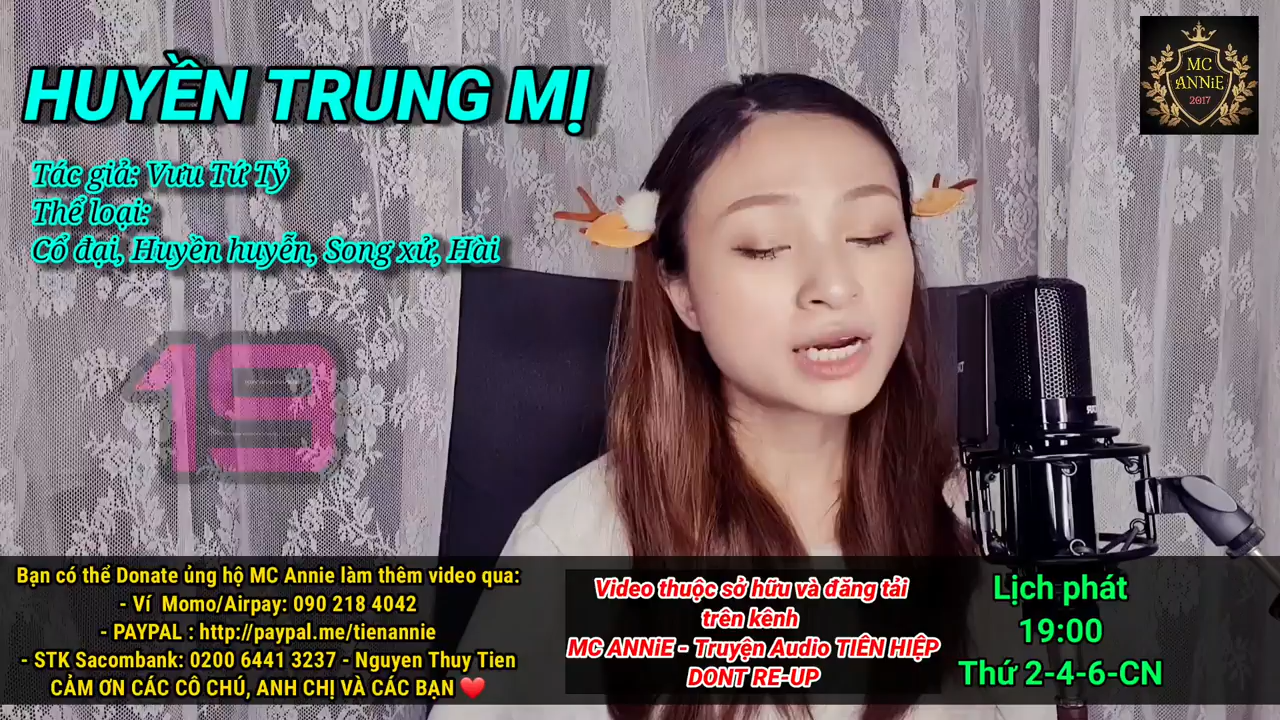 HUYỀN TRUNG MỊ
Tác giả: Vưu Tứ Tỷ
Thể loại:
Cổ đại, Huyền huyễn, Song xử, Hài
19
MC
ANNiE
2017
Bạn có thể Donate ủng hộ MC Annie làm thêm video qua:
- Ví Momo/Airpay: 090 218 4042
- PAYPAL : http://paypal.me/tienannie
- STK Sacombank: 0200 6441 3237 - Nguyen Thuy Tien
CẢM ƠN CÁC CÔ CHÚ, ANH CHỊ VÀ CÁC BẠN ❤️
Video thuộc sở hữu và đăng tải
trên kênh
MC ANNiE - Truyện Audio TIÊN HIỆP
DONT RE-UP
Lịch phát
19:00
Thứ 2-4-6-CN